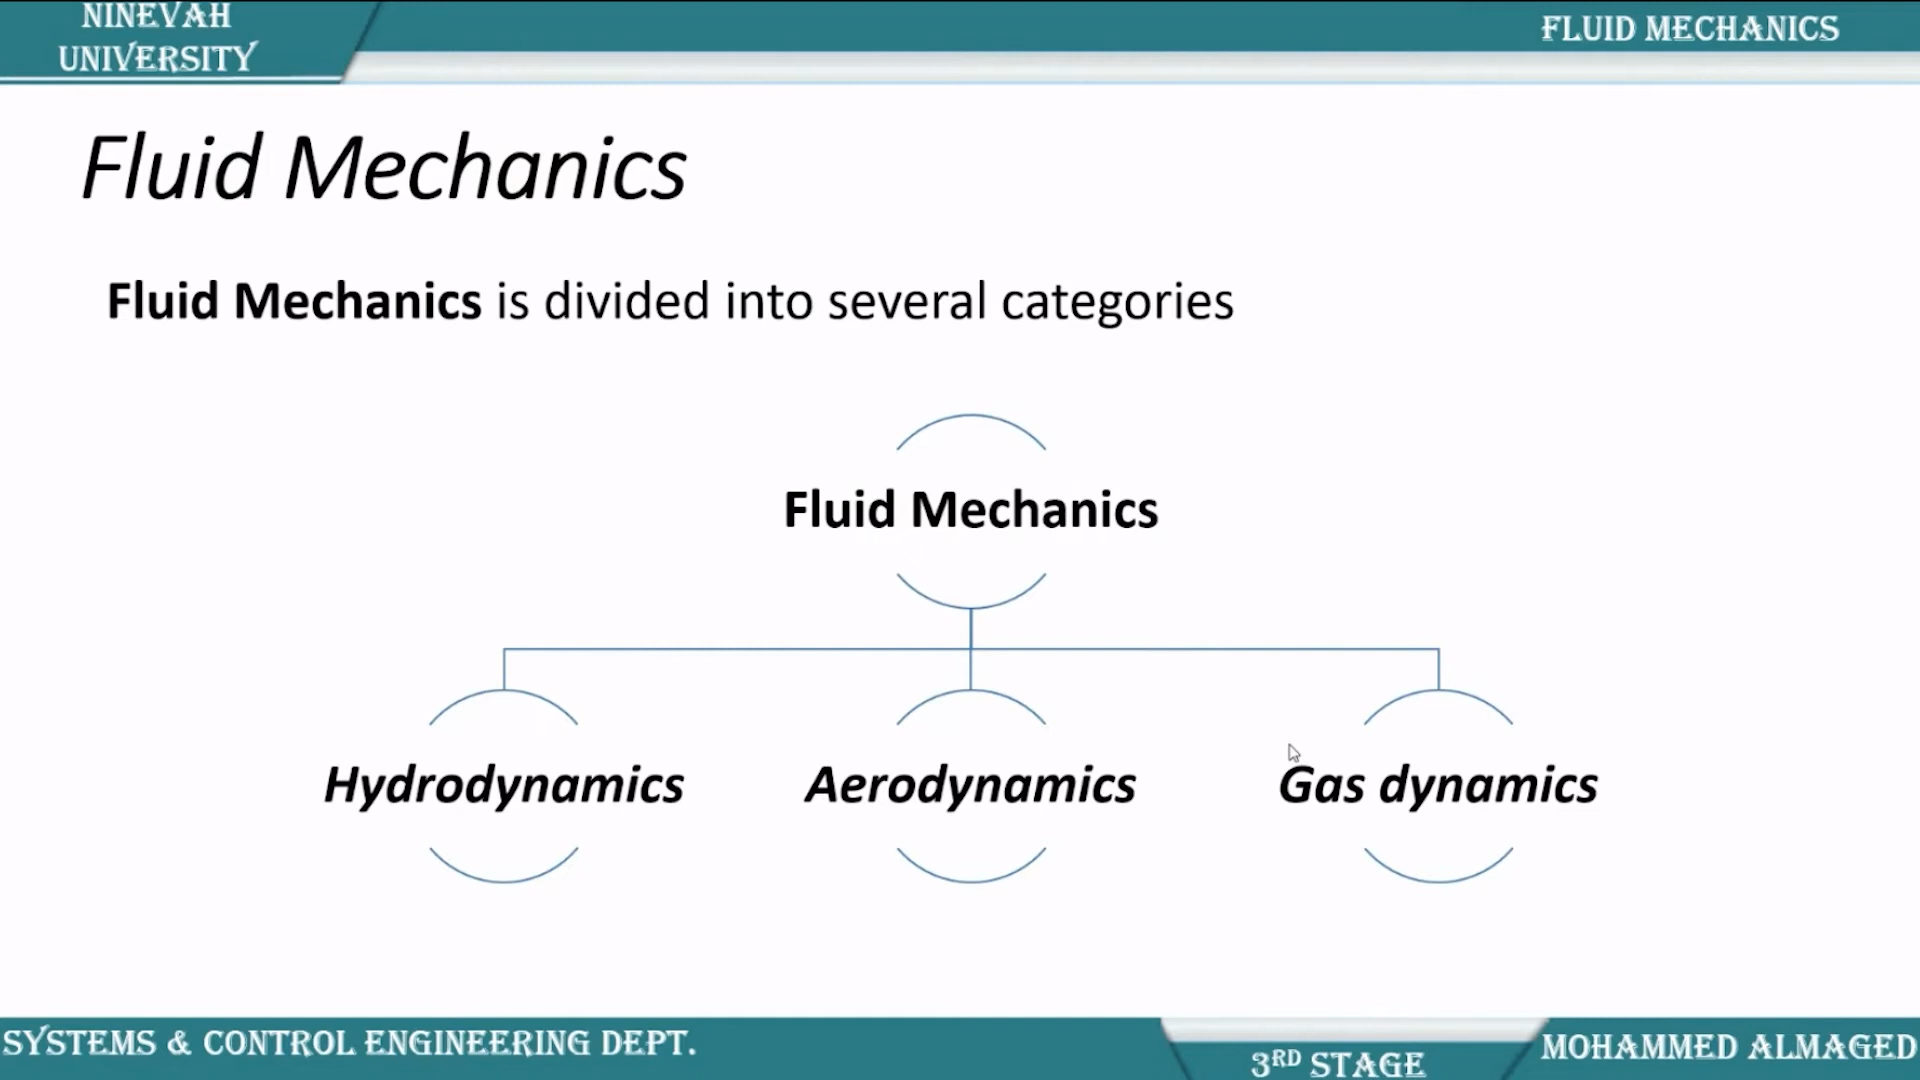 NINEVAH
UNIVERSITY
FLUID MECHANICS
Fluid Mechanics
Fluid Mechanics is divided into several categories
Fluid Mechanics
Hydrodynamics
Aerodynamics
Gas dynamics
SYSTEMS & CONTROL ENGINEERING DEPT.
3RD STAGE
MOHAMMED ALMAGED